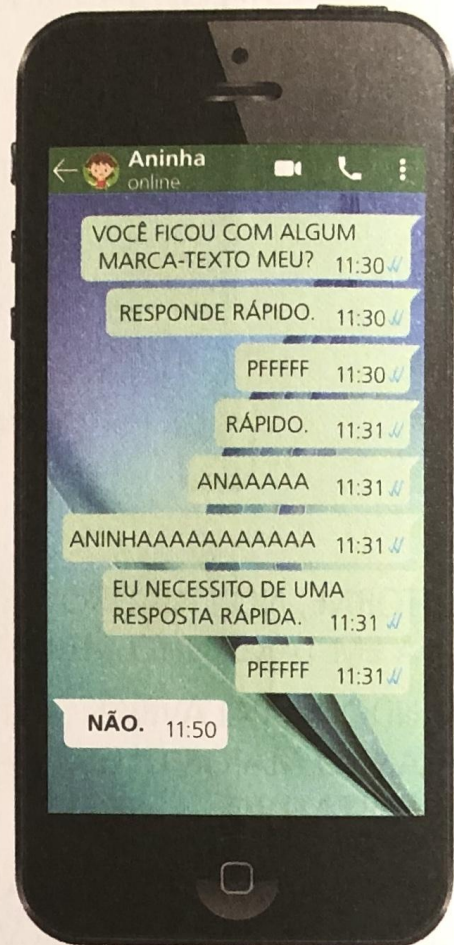 Aninha
online
VOCÊ FICOU COM ALGUM
MARCA-TEXTO MEU? 11:30
RESPONDE RÁPIDO. 11:30
PFFFFF 11:30
RÁPIDO. 11:31
ANAAAAA 11:31
ANINHAAAAAAAAAAA 11:31
EU NECESSITO DE UMA
RESPOSTA RÁPIDA. 11:31
PFFFFF 11:31
NÃO. 11:50